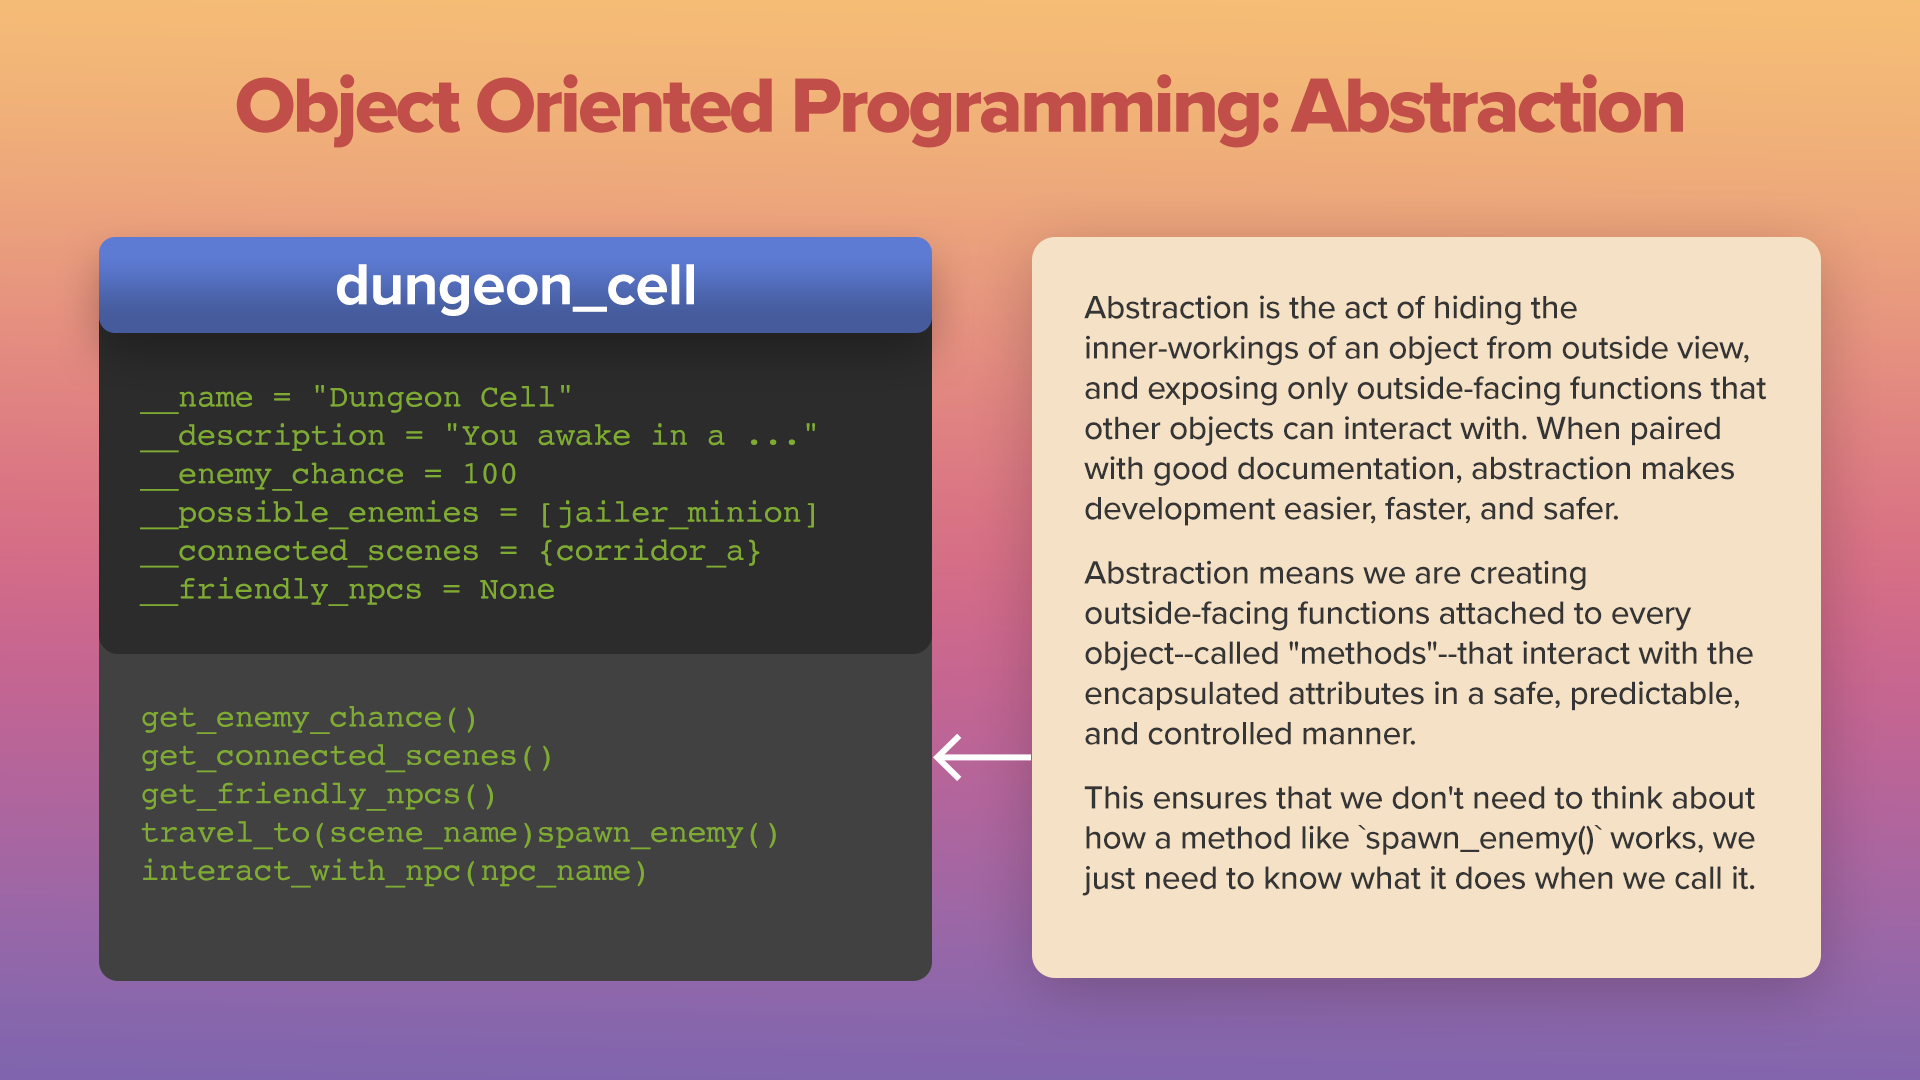 Object Oriented Programming: Abstraction
dungeon_cell
__name = "Dungeon Cell"
__description = "You awake in a ..."
__enemy_chance = 100
__possible_enemies = [jailer_minion]
__connected_scenes = {corridor_a}
__friendly_npcs = None
get_enemy_chance()
get_connected_scenes()
get_friendly_npcs()
travel_to(scene_name)spawn_enemy()
interact_with_npc(npc_name)
Abstraction is the act of hiding the
inner-workings of an object from outside view,
and exposing only outside-facing functions that
other objects can interact with. When paired
with good documentation, abstraction makes
development easier, faster, and safer.
Abstraction means we are creating
outside-facing functions attached to every
object--called "methods"--that interact with the
encapsulated attributes in a safe, predictable,
and controlled manner.
This ensures that we don't need to think about
how a method like `spawn_enemy()` works, we
just need to know what it does when we call it.